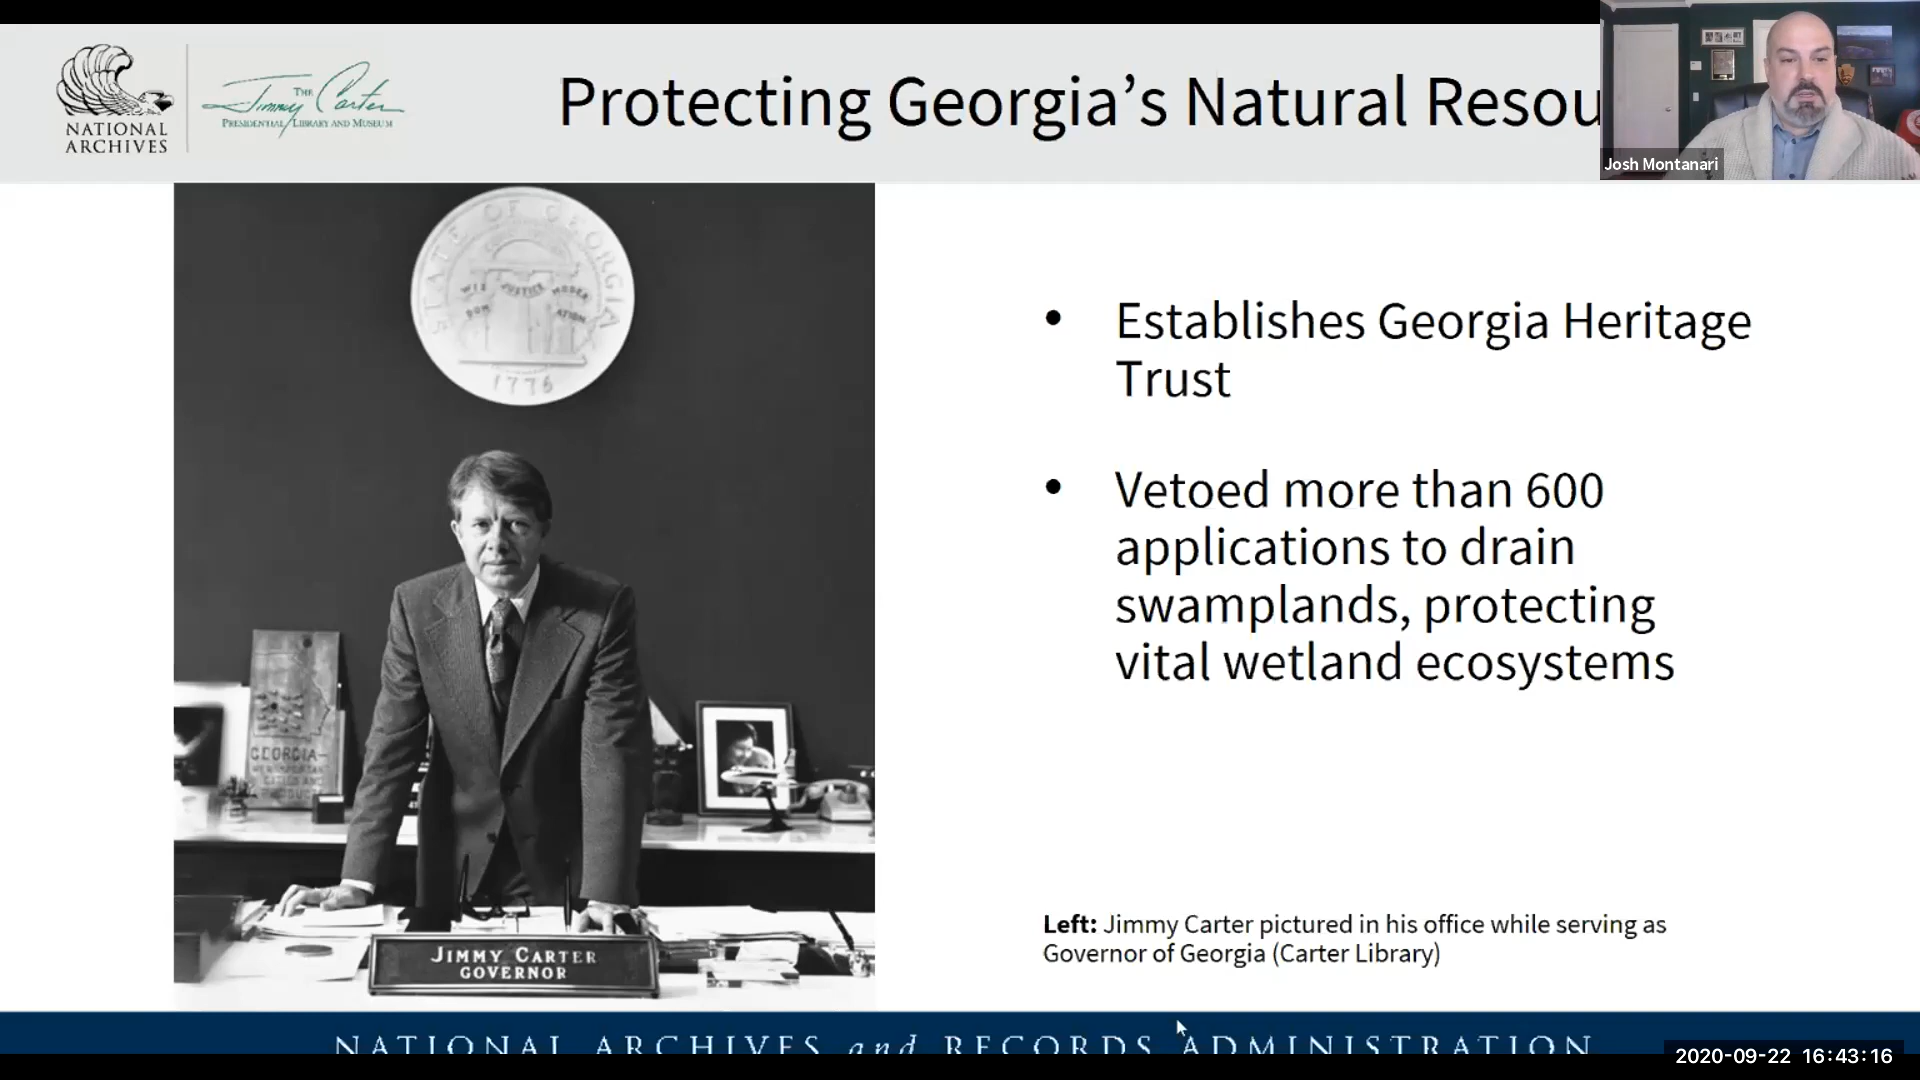 NATIONAL
ARCHIVES
THE
Jimmy Carter
PRESIDENTIAL LIBRARY AND MUSEUM
Protecting Georgia’s Natural Resou
Josh Montanari
STATE OF GEORGIA
WISDOM JUSTICE MODERATION
1776
GEORGIA
• Establishes Georgia Heritage
Trust
• Vetoed more than 600
applications to drain
swamplands, protecting
vital wetland ecosystems
JIMMY CARTER
GOVERNOR
Left: Jimmy Carter pictured in his office while serving as
Governor of Georgia (Carter Library)
NATIONAL ARCHIVES and RECORDS ADMINISTRATION
2020-09-22 16:43:16